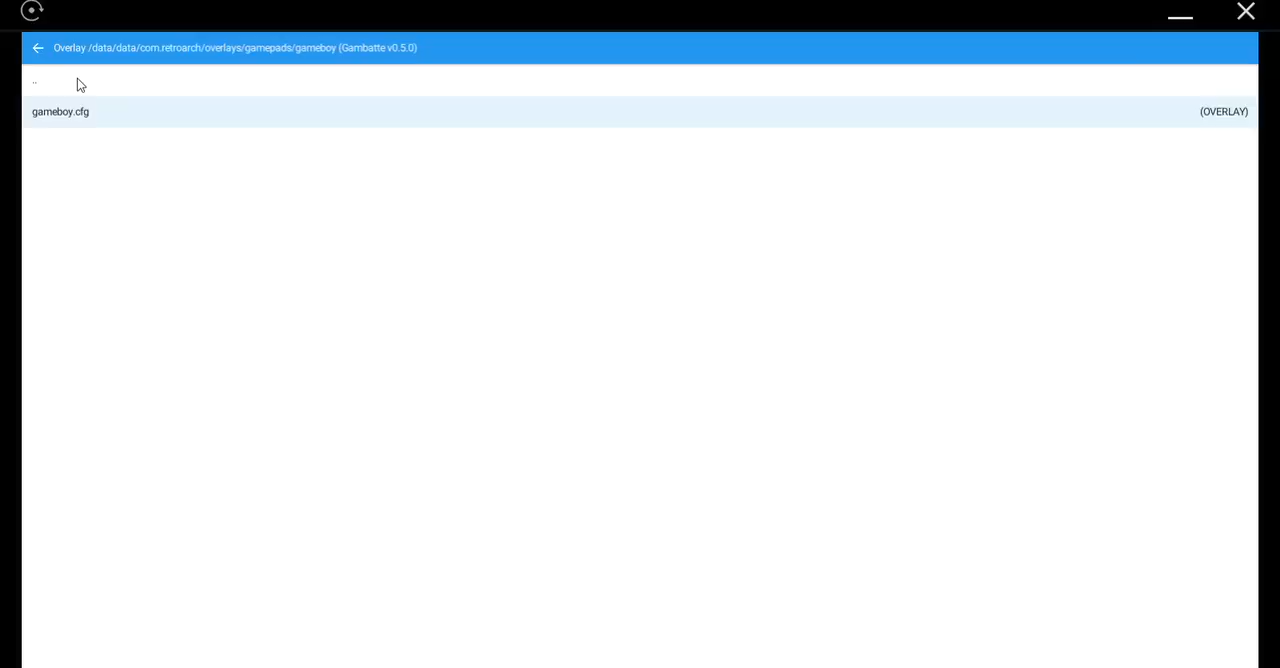 Overlay /data/data/com.retroarch/overlays/gamepads/gameboy (Gambatte v0.5.0)
..
gameboy.cfg (OVERLAY)